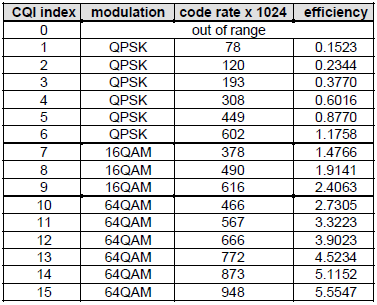 CQI index modulation code rate x 1024 efficiency
0 out of range
1 QPSK 78 0.1523
2 QPSK 120 0.2344
3 QPSK 193 0.3770
4 QPSK 308 0.6016
5 QPSK 449 0.8770
6 QPSK 602 1.1758
7 16QAM 378 1.4766
8 16QAM 490 1.9141
9 16QAM 616 2.4063
10 64QAM 466 2.7305
11 64QAM 567 3.3223
12 64QAM 666 3.9023
13 64QAM 772 4.5234
14 64QAM 873 5.1152
15 64QAM 948 5.5547